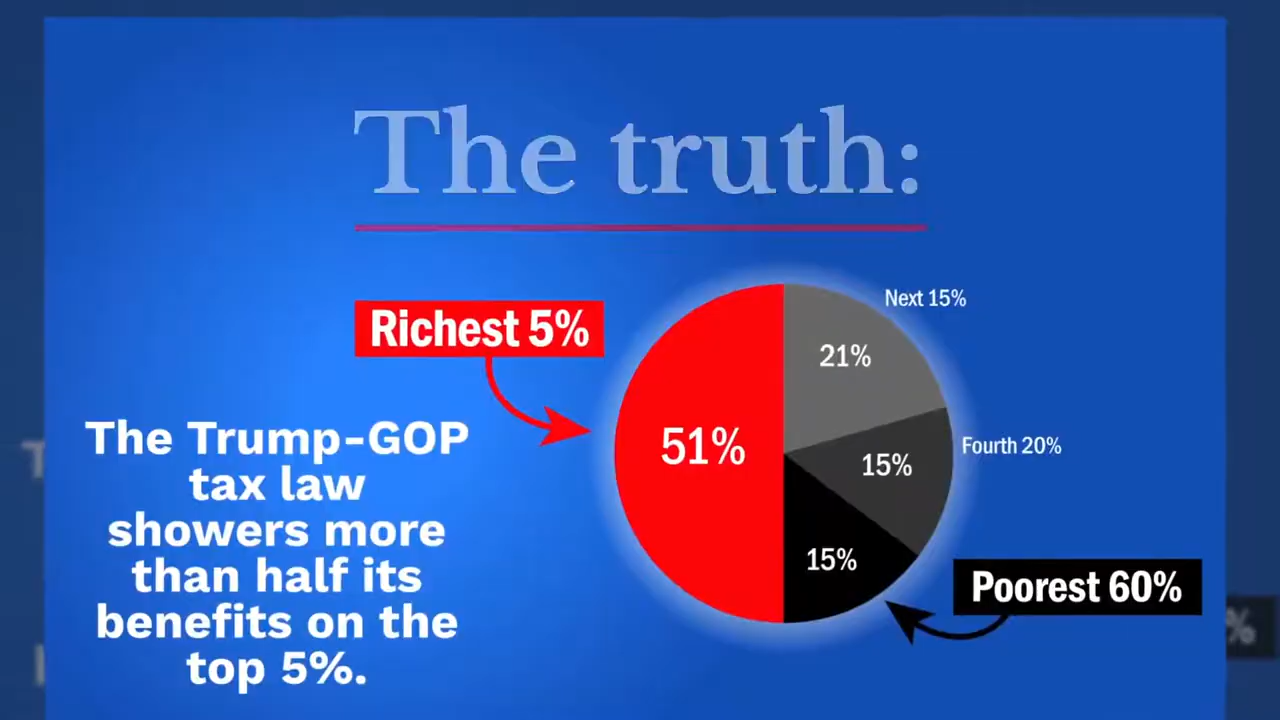 The truth:
Richest 5%
Next 15%
21%
51%
Fourth 20%
15%
15%
Poorest 60%
The Trump-GOP
tax law
showers more
than half its
benefits on the
top 5%.